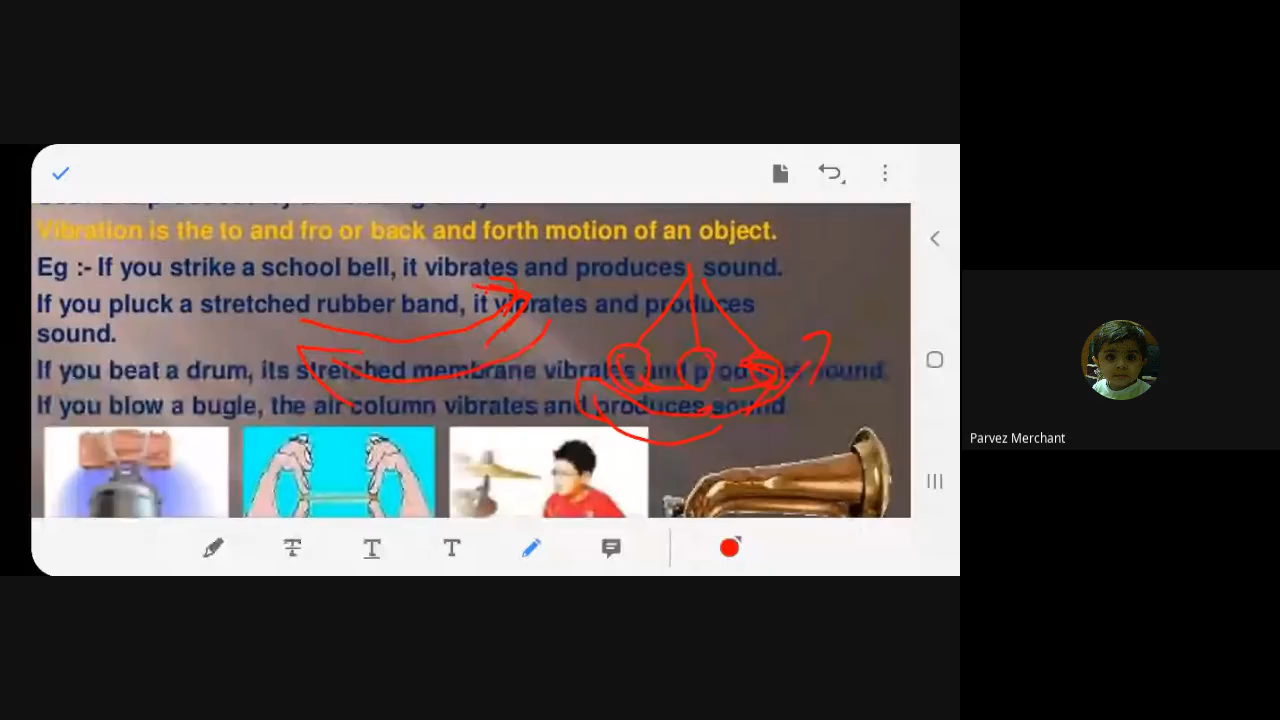 Vibration is the to and fro or back and forth motion of an object.
Eg :- If you strike a school bell, it vibrates and produces sound.
If you pluck a stretched rubber band, it vibrates and produces
sound.
If you beat a drum, its stretched membrane vibrates and produces sound.
If you blow a bugle, the air column vibrates and produces sound
Parvez Merchant